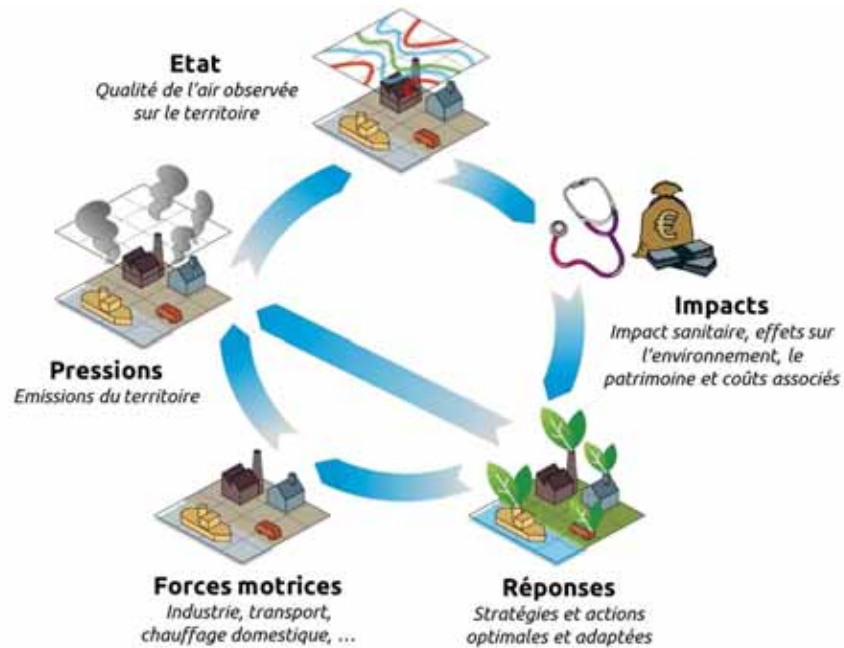 Etat
Qualité de l'air observée
sur le territoire
€
Impacts
Impact sanitaire, effets sur
l'environnement, le
patrimoine et coûts associés
Pressions
Emissions du territoire
Forces motrices
Industrie, transport,
chauffage domestique, ...
Réponses
Stratégies et actions
optimales et adaptées